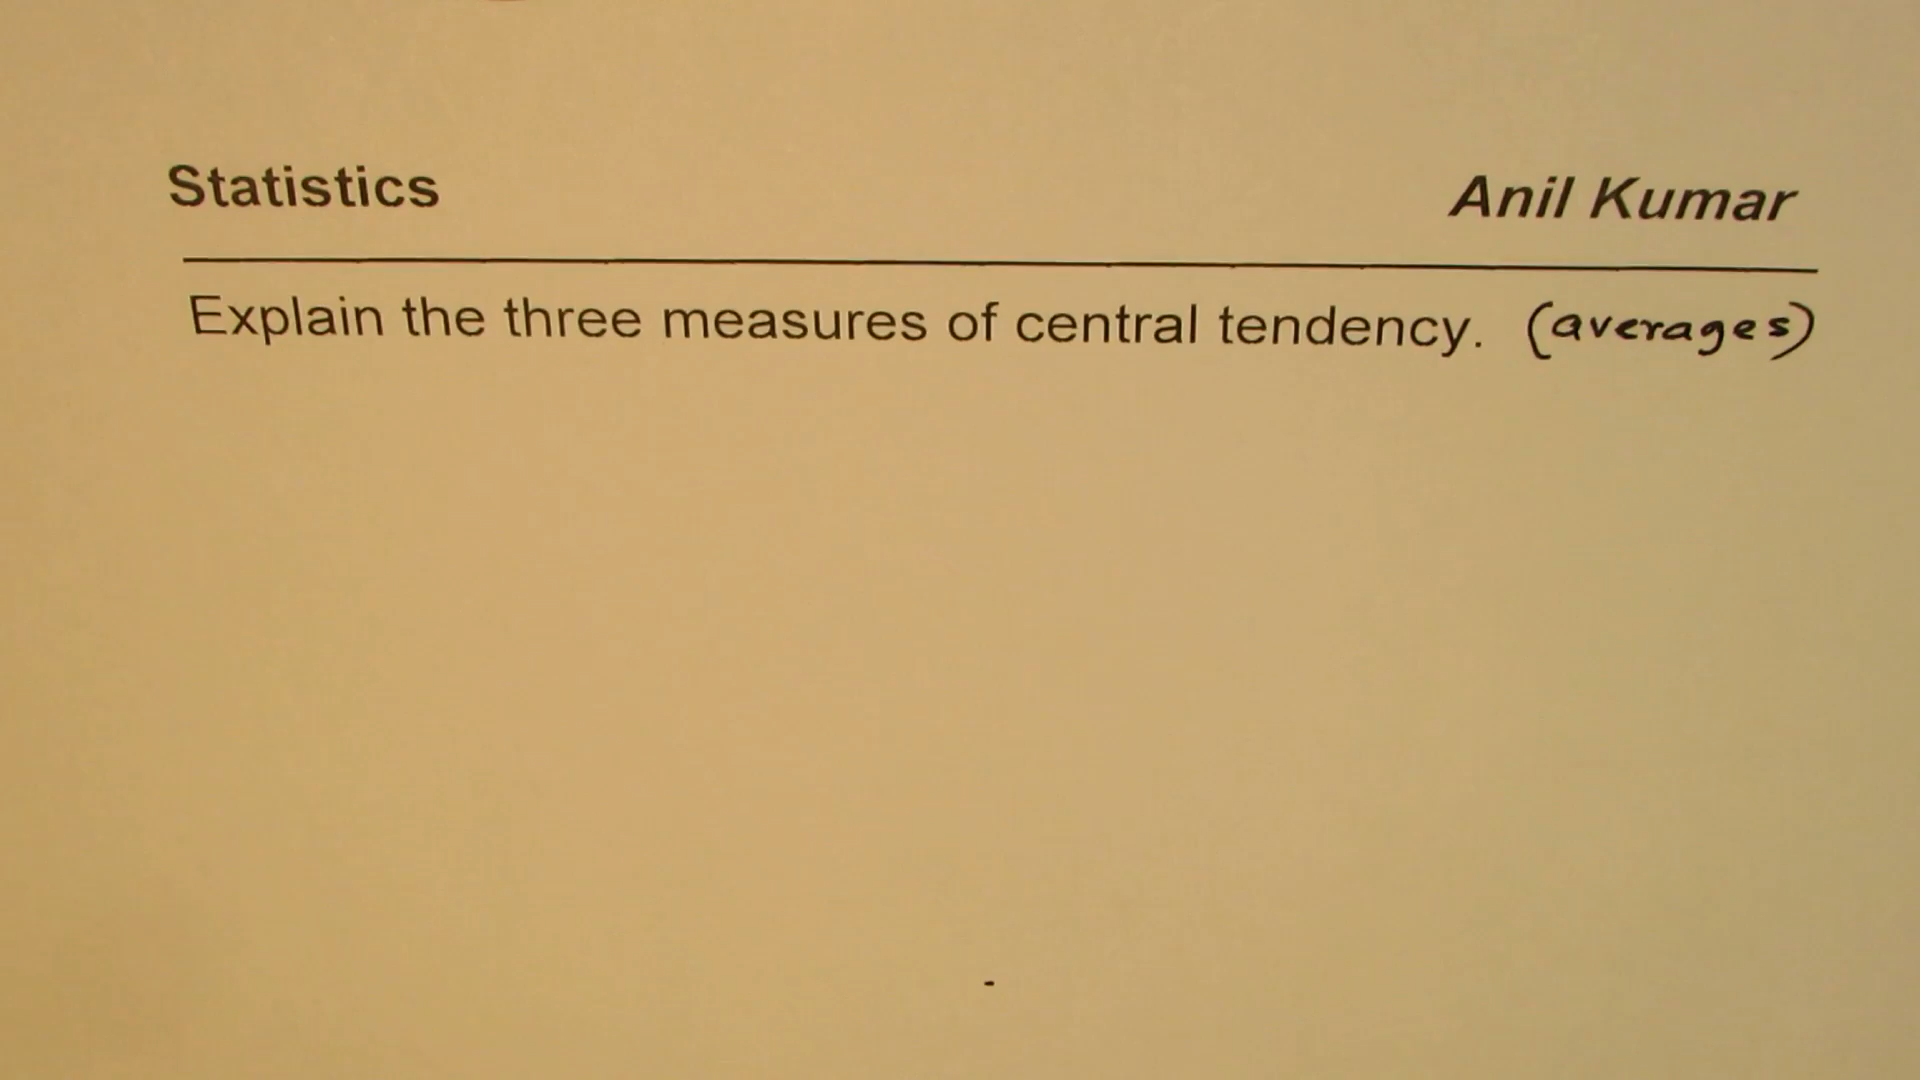 Statistics Anil Kumar
Explain the three measures of central tendency. (averages)